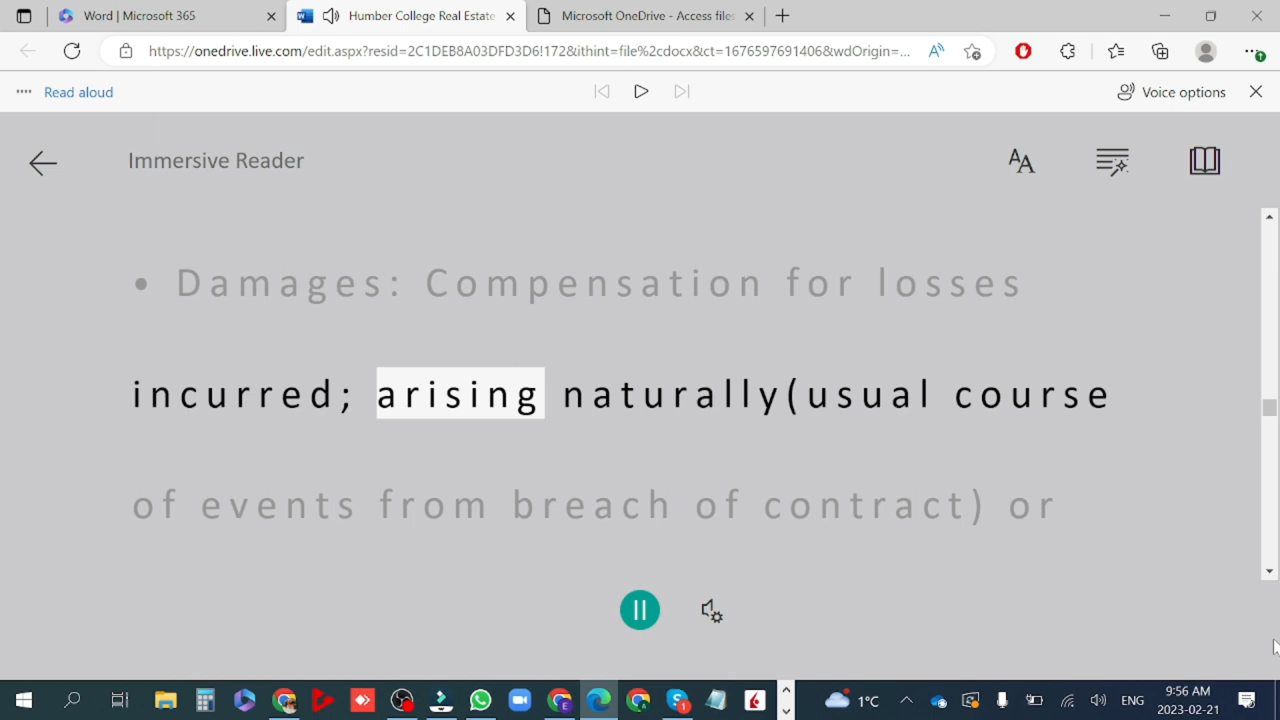 Word | Microsoft 365
Humber College Real Estate
Microsoft OneDrive - Access files
https://onedrive.live.com/edit.aspx?resid=2C1DEB8A03DFD3D6!172&ithint=file%2cdocx&ct=1676597691406&wdOrigin=...
Read aloud
Voice options
Immersive Reader
• Damages: Compensation for losses
incurred; arising naturally(usual course
of events from breach of contract) or
1°C
ENG
9:56 AM
2023-02-21